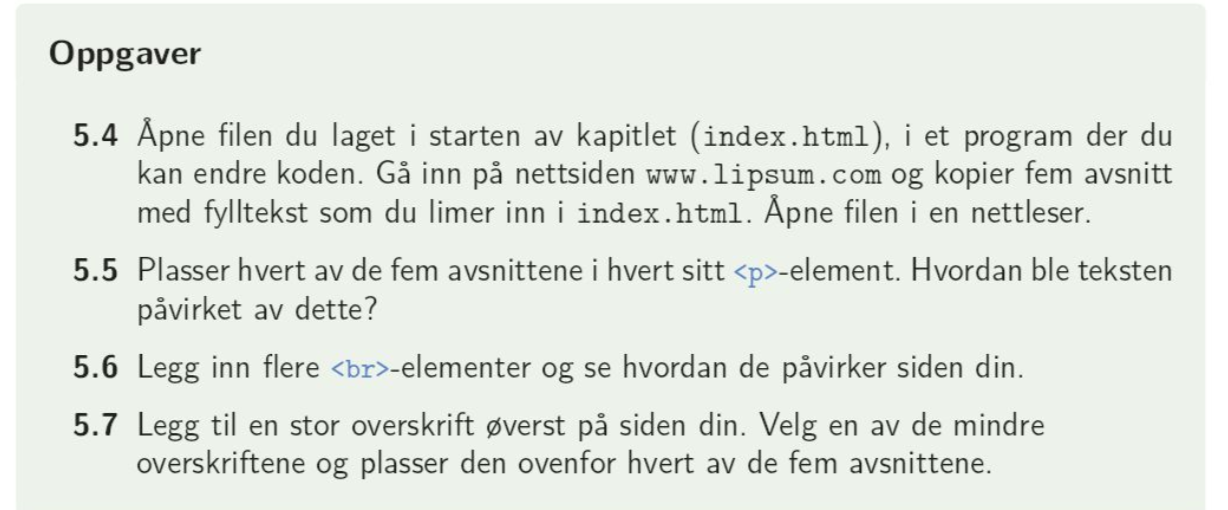 Oppgaver
5.4 Åpne filen du laget i starten av kapitlet (index.html), i et program der du
kan endre koden. Gå inn på nettsiden www.lipsum.com og kopier fem avsnitt
med fylltekst som du limer inn i index.html. Åpne filen i en nettleser.
5.5 Plasser hvert av de fem avsnittene i hvert sitt <p>-element. Hvordan ble teksten
påvirket av dette?
5.6 Legg inn flere <br>-elementer og se hvordan de påvirker siden din.
5.7 Legg til en stor overskrift øverst på siden din. Velg en av de mindre
overskriftene og plasser den ovenfor hvert av de fem avsnittene.